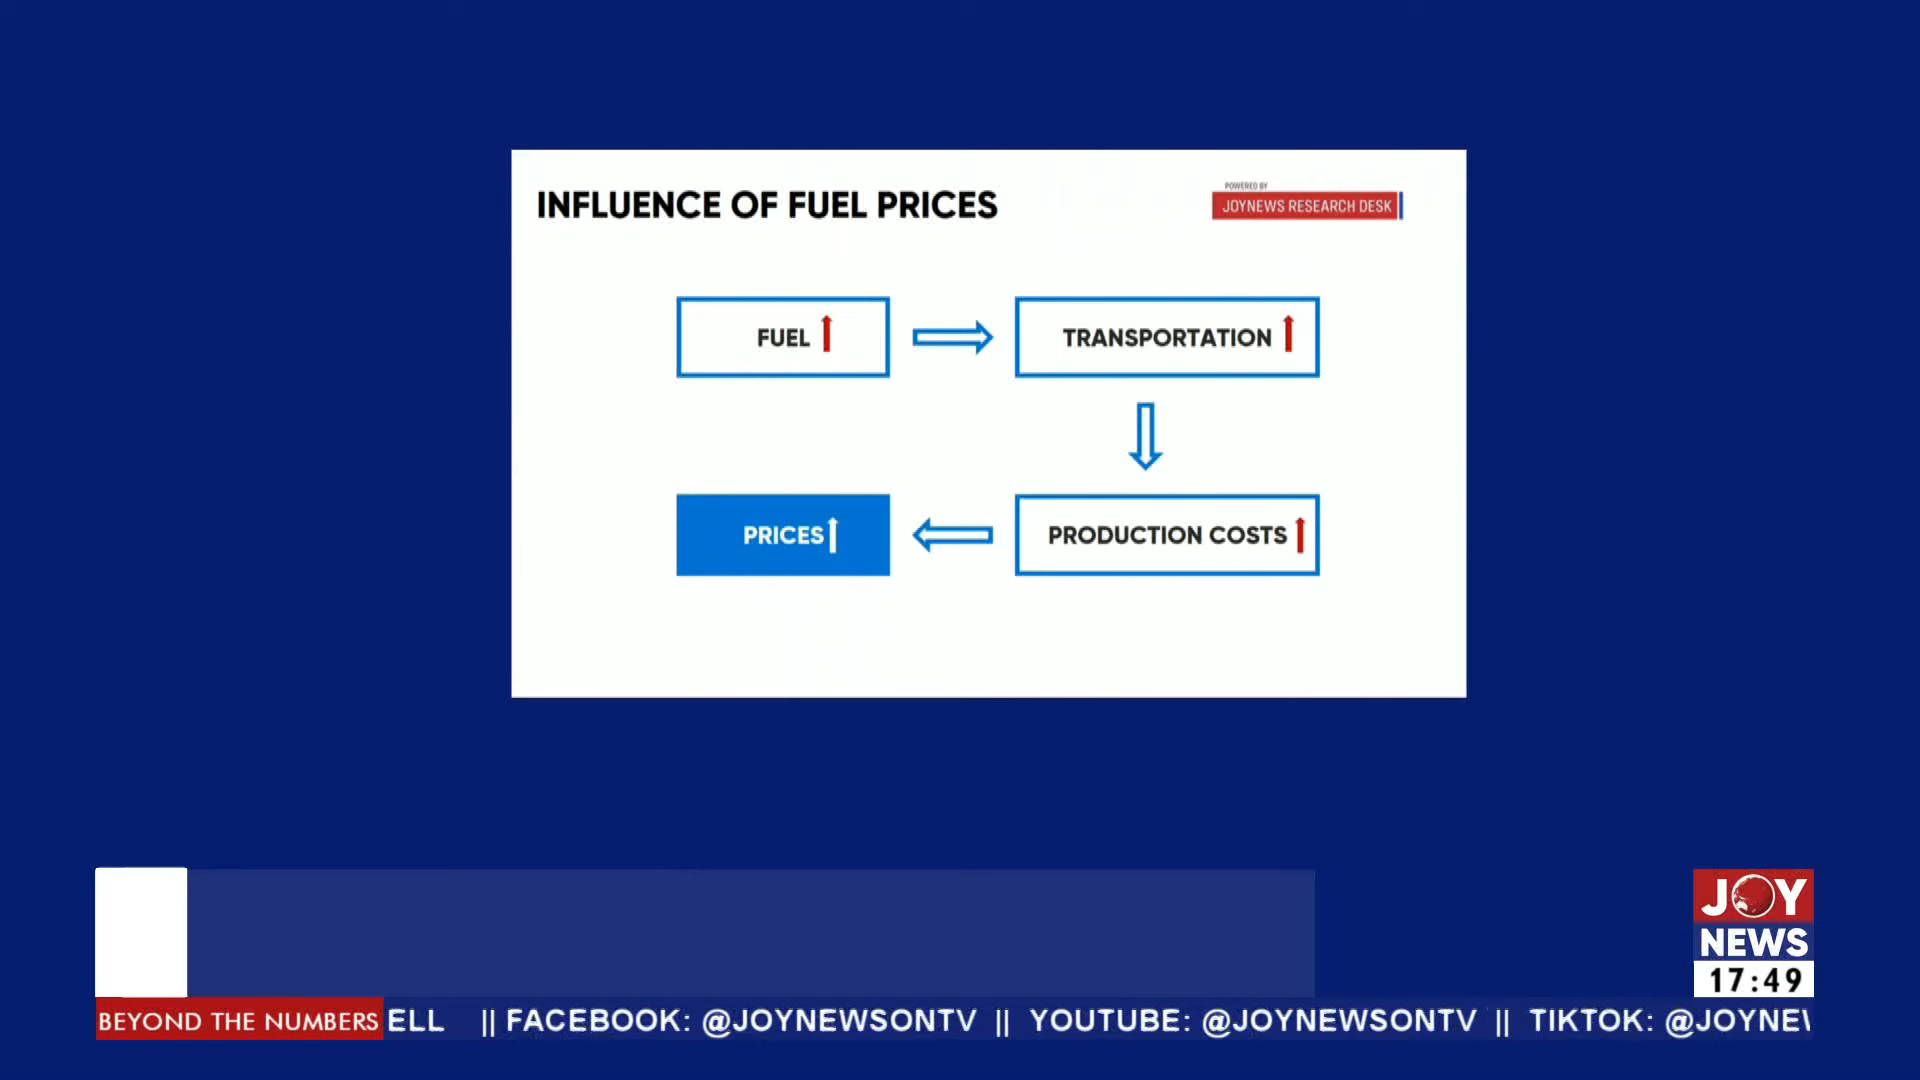 POWERED BY
INFLUENCE OF FUEL PRICES
JOYNEWS RESEARCH DESK
FUEL
TRANSPORTATION
PRICES
PRODUCTION COSTS
JOY
NEWS
17:49
BEYOND THE NUMBERS ELL || FACEBOOK: @JOYNEWSONTV || YOUTUBE: @JOYNEWSONTV || TIKTOK: @JOYNE